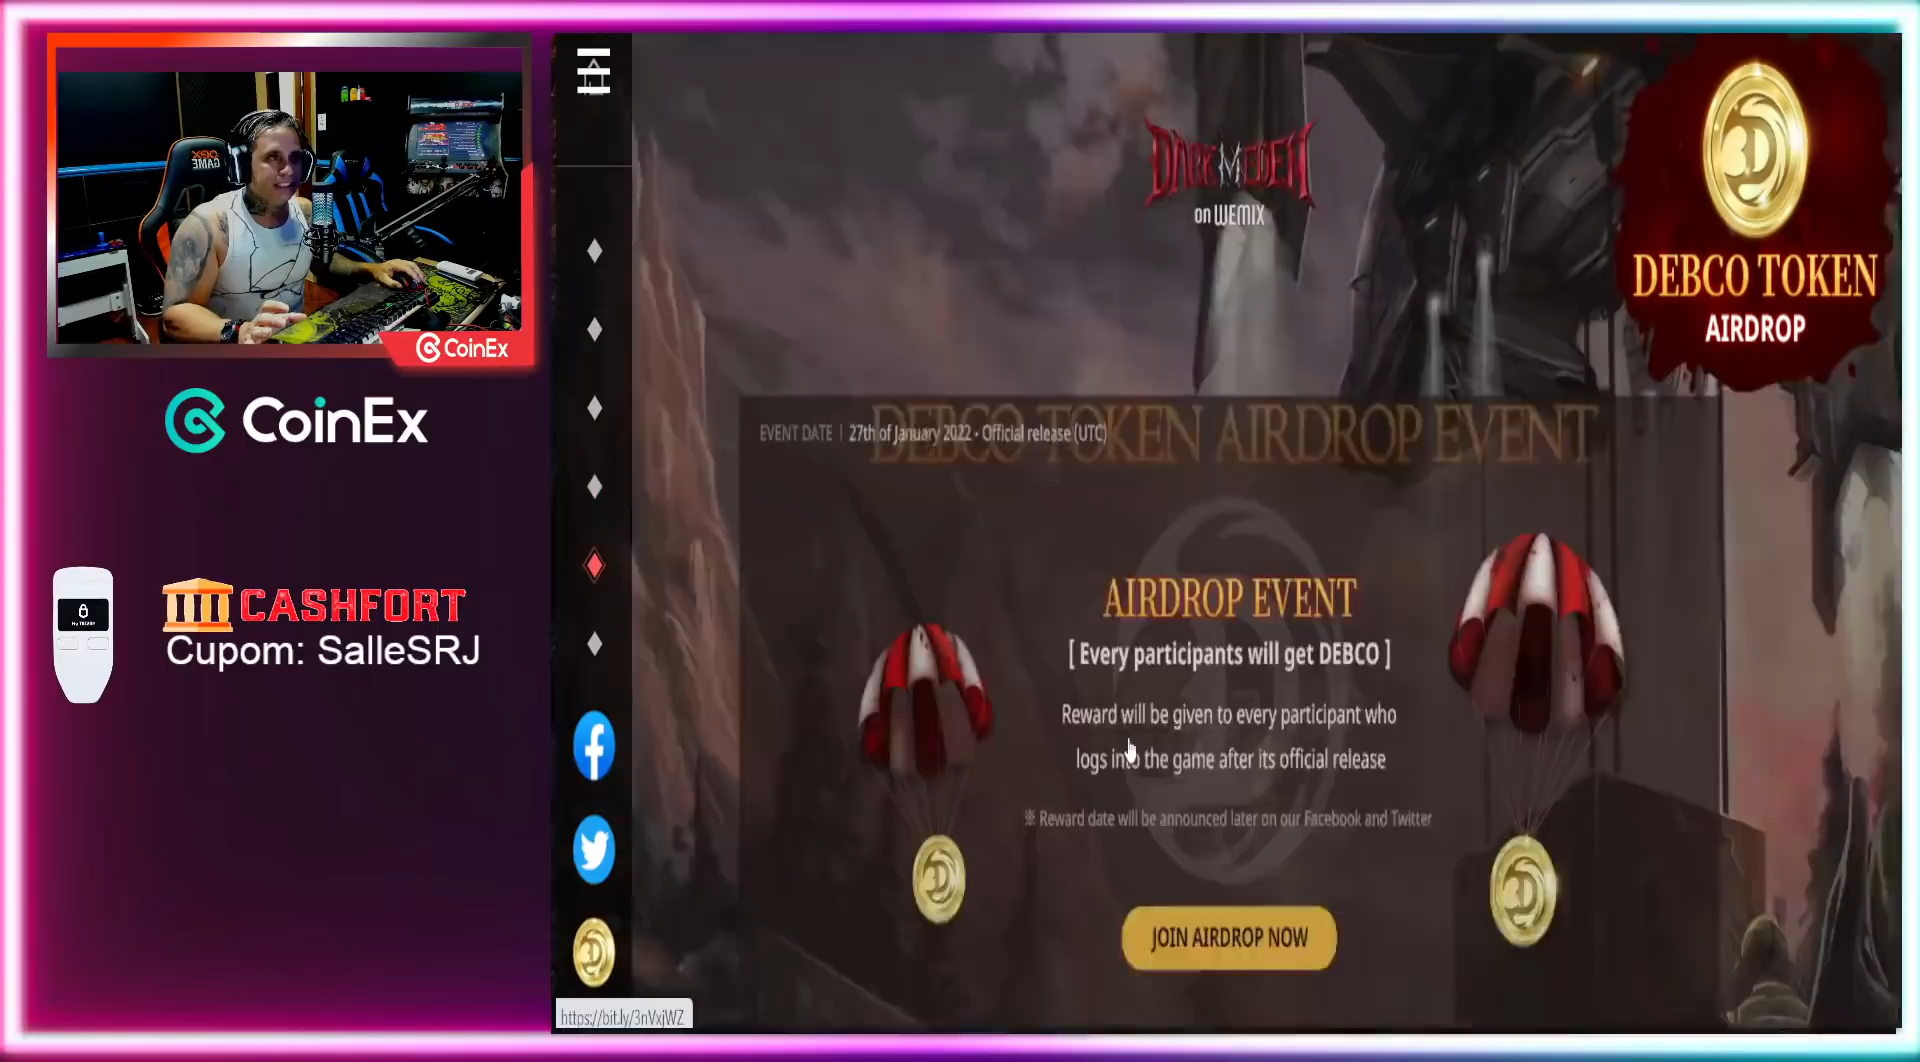 CoinEx
CoinEx
CASHFORT
Cupom: SalleSRJ
DARKEDEN
on WEMIX
DEBCO TOKEN
AIRDROP
DEBCO TOKEN AIRDROP EVENT
EVENT DATE | 27th of January 2022 - Official release (UTC)
AIRDROP EVENT
[ Every participants will get DEBCO ]
Reward will be given to every participant who
logs into the game after its official release
※ Reward date will be announced later on our Facebook and Twitter
JOIN AIRDROP NOW
https://bit.ly/3nVxjWZ